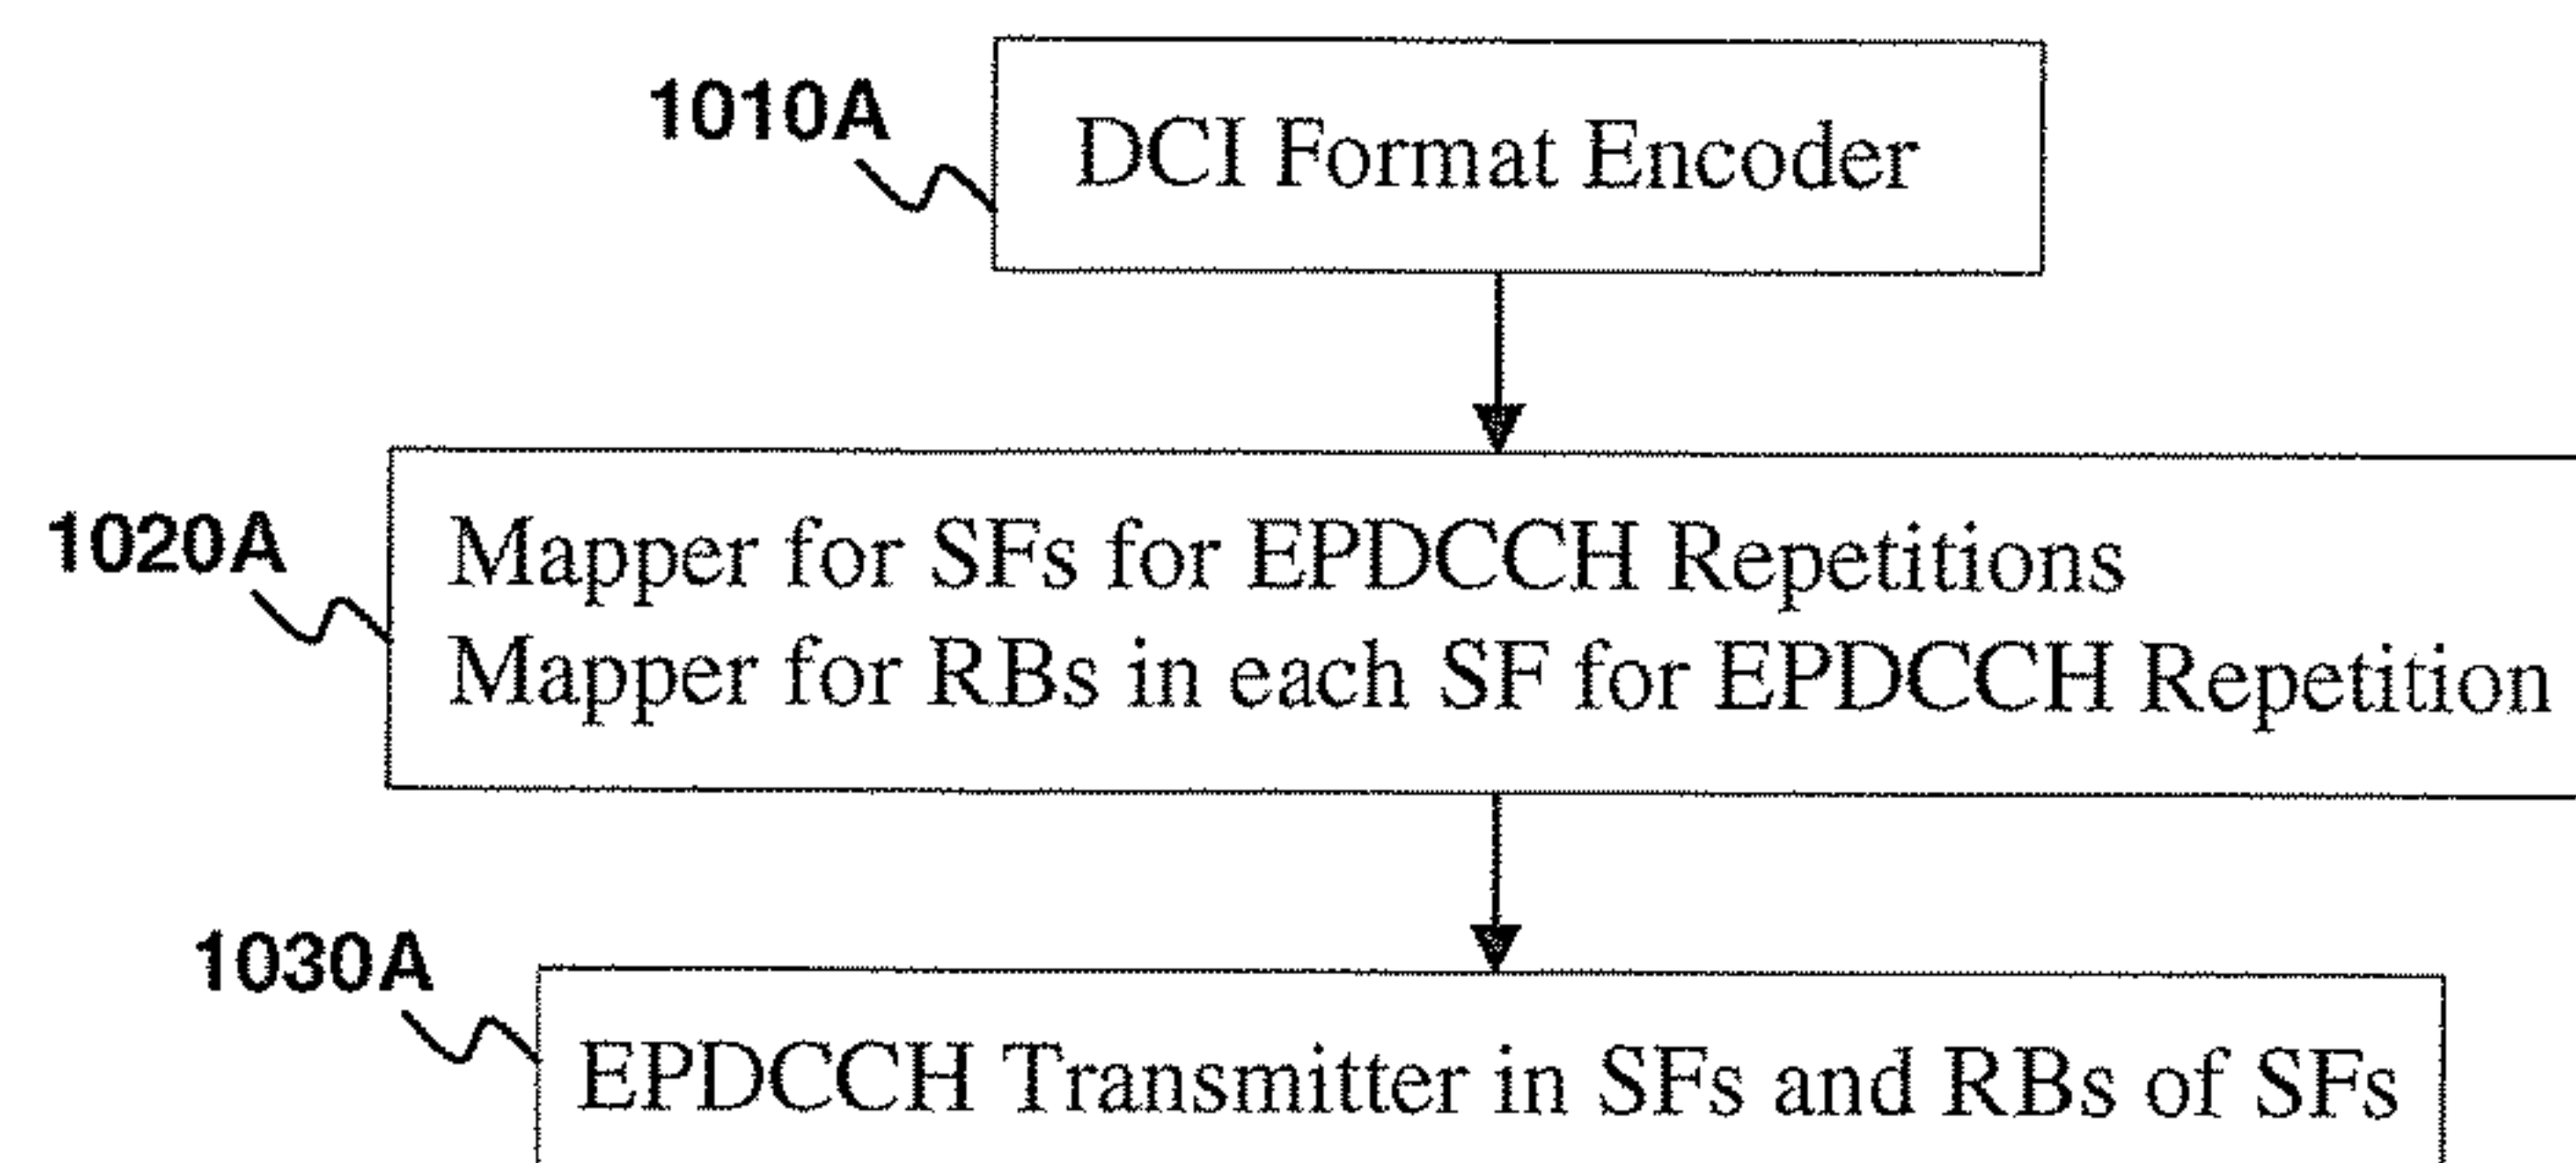 1010A
DCI Format Encoder
1020A
Mapper for SFs for EPDCCH Repetitions
Mapper for RBs in each SF for EPDCCH Repetition
1030A
EPDCCH Transmitter in SFs and RBs of SFs